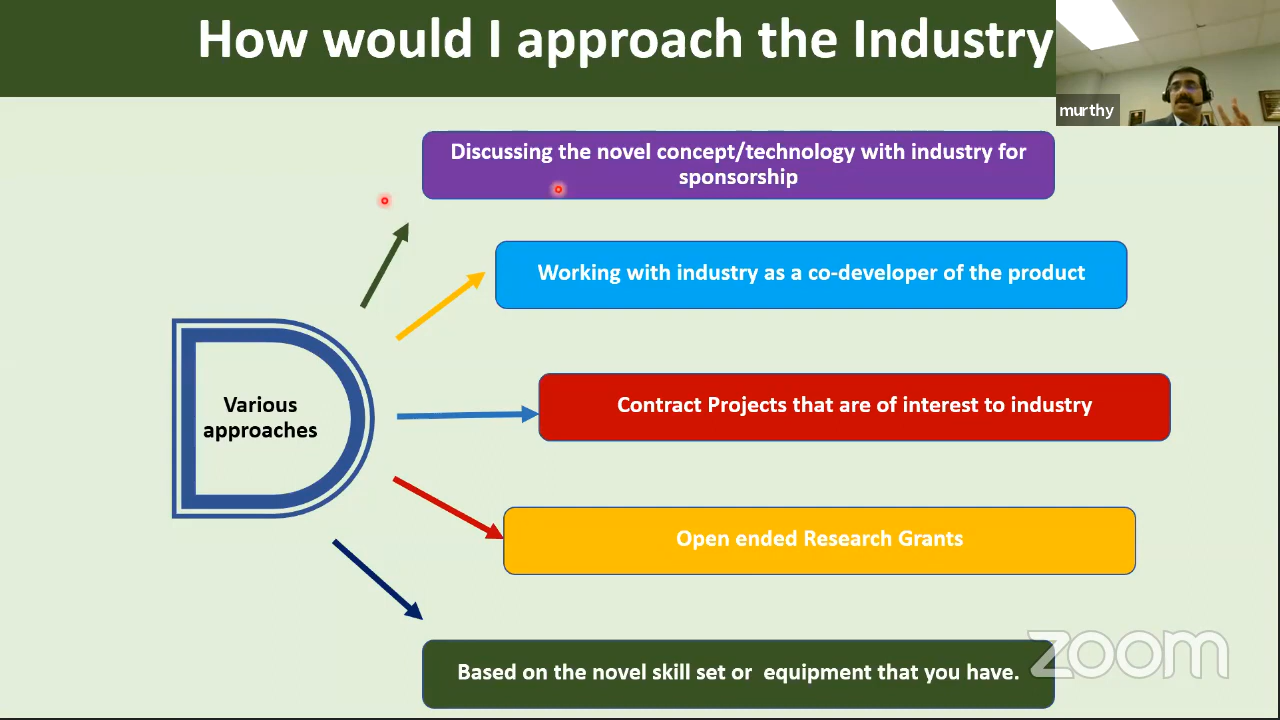 How would I approach the Industry
murthy
Discussing the novel concept/technology with industry for
sponsorship
Working with industry as a co-developer of the product
Various
approaches
Contract Projects that are of interest to industry
Open ended Research Grants
Based on the novel skill set or  equipment that you have.
zoom